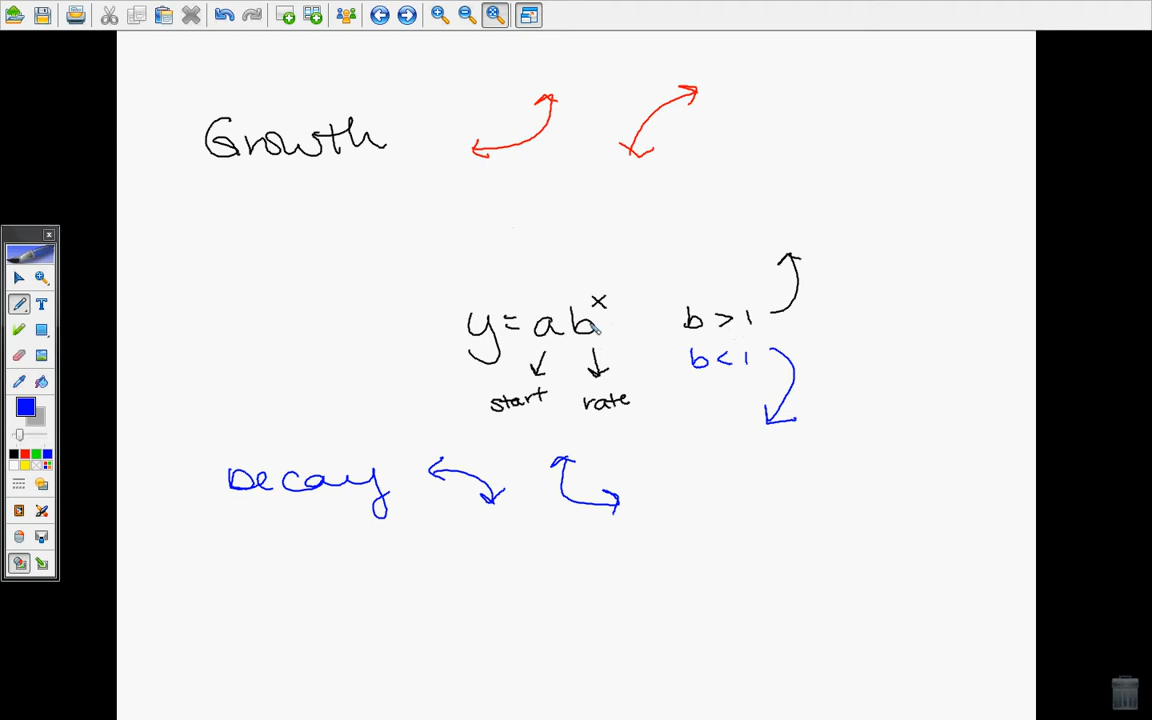 Growth
y = ab^x
b > 1
b < 1
start rate
Decay